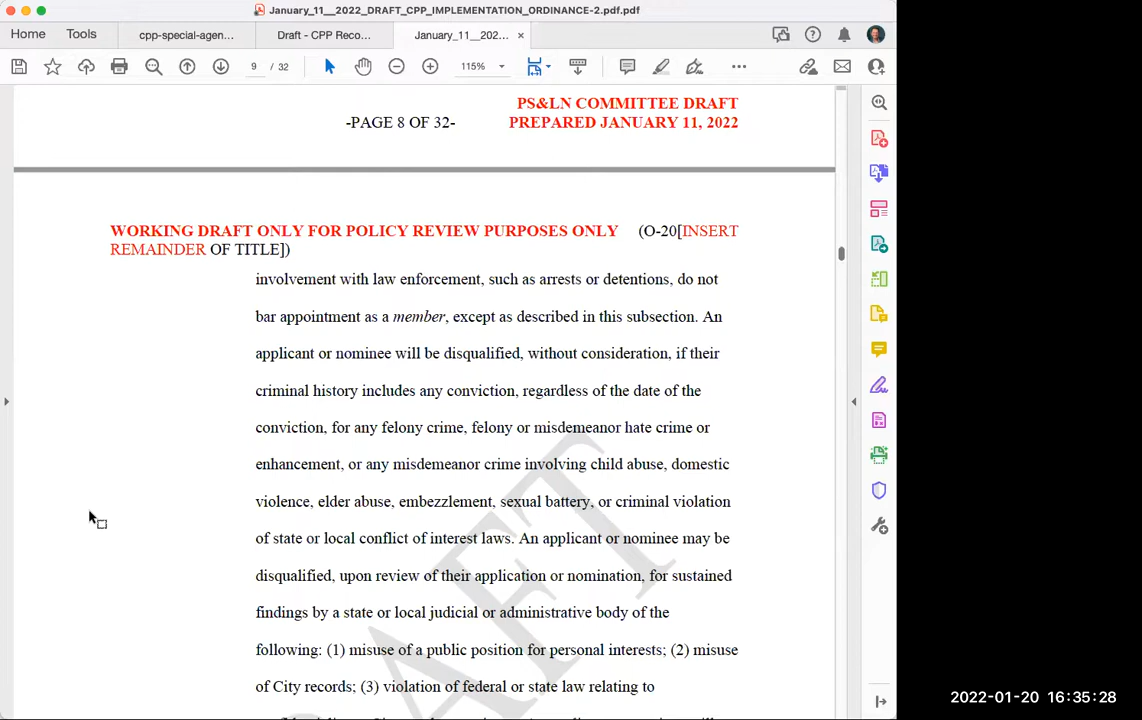 January_11__2022_DRAFT_CPP_IMPLEMENTATION_ORDINANCE-2.pdf.pdf
Home Tools cpp-special-agen... Draft - CPP Reco... January_11__202... ×
9 / 32 115%
PS&LN COMMITTEE DRAFT
-PAGE 8 OF 32- PREPARED JANUARY 11, 2022
WORKING DRAFT ONLY FOR POLICY REVIEW PURPOSES ONLY (O-20[INSERT
REMAINDER OF TITLE])
involvement with law enforcement, such as arrests or detentions, do not
bar appointment as a member, except as described in this subsection. An
applicant or nominee will be disqualified, without consideration, if their
criminal history includes any conviction, regardless of the date of the
conviction, for any felony crime, felony or misdemeanor hate crime or
enhancement, or any misdemeanor crime involving child abuse, domestic
violence, elder abuse, embezzlement, sexual battery, or criminal violation
of state or local conflict of interest laws. An applicant or nominee may be
disqualified, upon review of their application or nomination, for sustained
findings by a state or local judicial or administrative body of the
following: (1) misuse of a public position for personal interests; (2) misuse
of City records; (3) violation of federal or state law relating to
2022-01-20 16:35:28